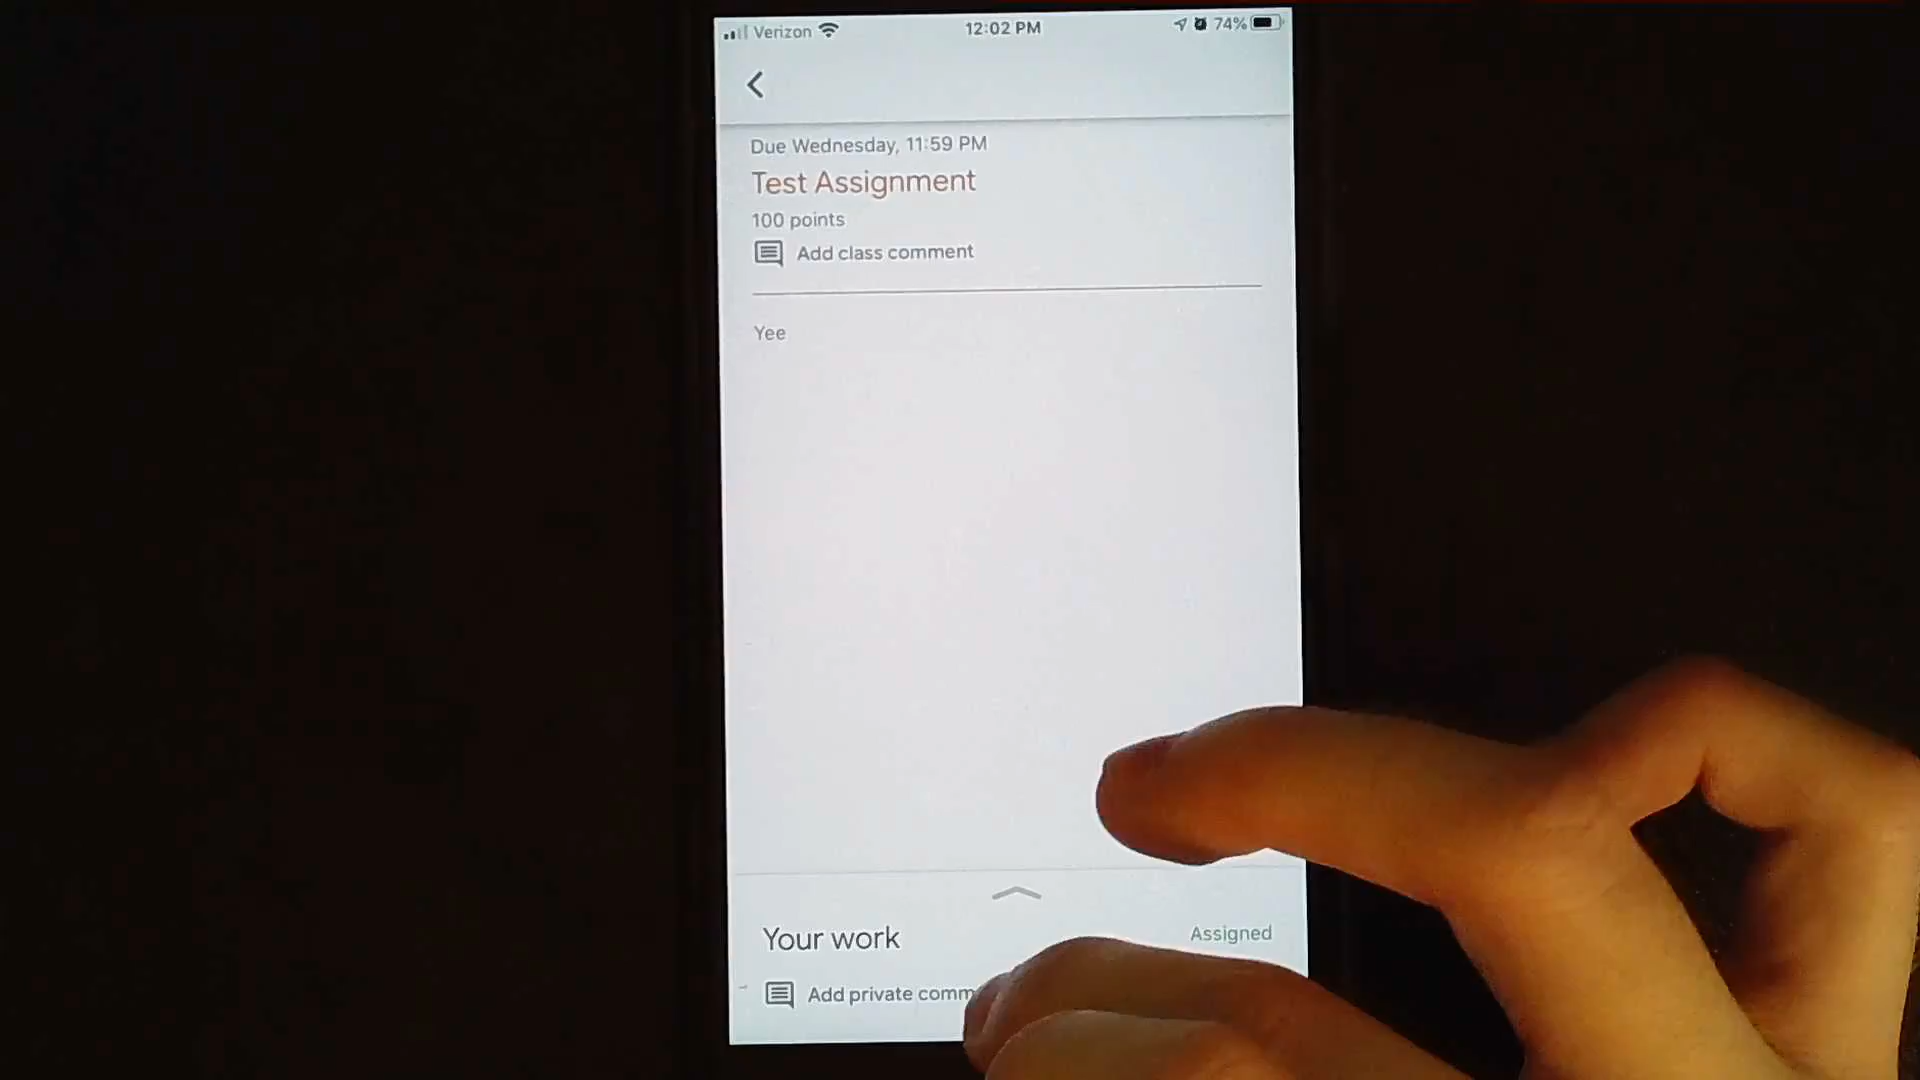 Verizon 12:02 PM 74%
Due Wednesday, 11:59 PM
Test Assignment
100 points
Add class comment
Yee
Your work Assigned
Add private